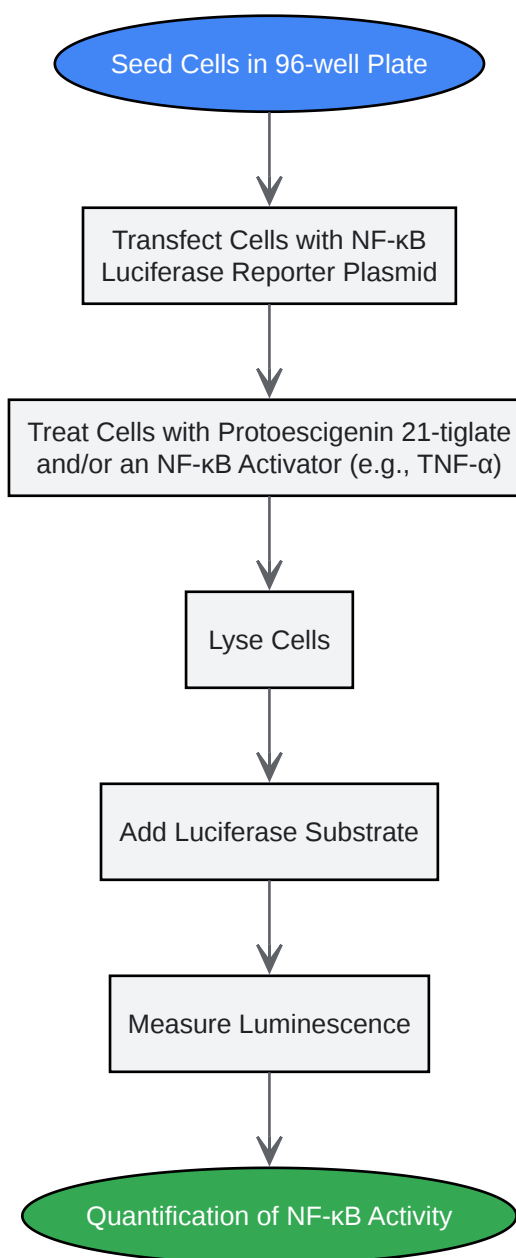 Seed Cells in 96-well Plate
Transfect Cells with NF-κB
Luciferase Reporter Plasmid
Treat Cells with Protoescigenin 21-tiglate
and/or an NF-κB Activator (e.g., TNF-α)
Lyse Cells
Add Luciferase Substrate
Measure Luminescence
Quantification of NF-κB Activity